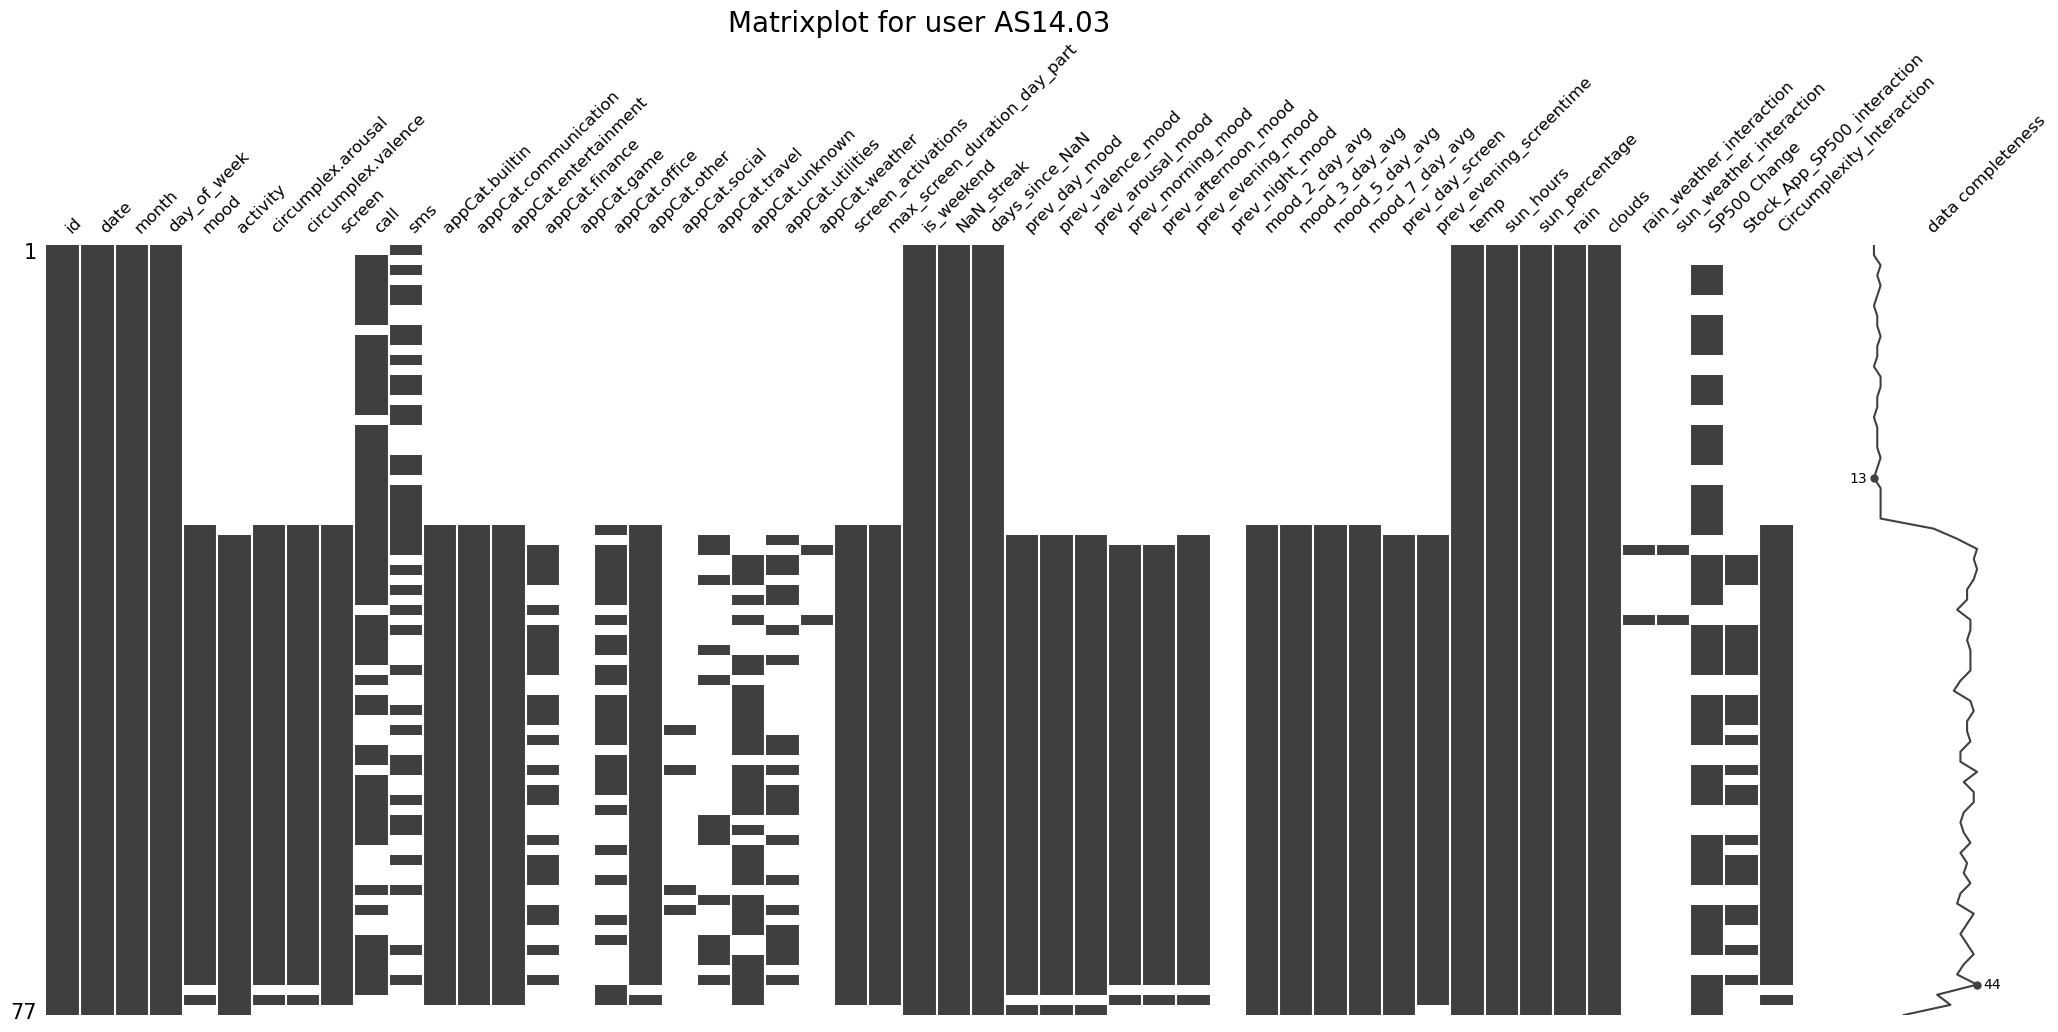 Matrixplot for user AS14.03
id
date
month
day_of_week
mood
activity
circumplex.arousal
circumplex.valence
screen
call
sms
appCat.builtin
appCat.communication
appCat.entertainment
appCat.finance
appCat.game
appCat.office
appCat.other
appCat.social
appCat.travel
appCat.unknown
appCat.utilities
appCat.weather
screen_activations
max_screen_duration_day_part
is_weekend
NaN_streak
days_since_NaN
prev_day_mood
prev_valence_mood
prev_arousal_mood
prev_morning_mood
prev_afternoon_mood
prev_evening_mood
prev_night_mood
mood_2_day_avg
mood_3_day_avg
mood_5_day_avg
mood_7_day_avg
prev_day_screen
prev_evening_screentime
temp
sun_hours
sun_percentage
rain
clouds
rain_weather_interaction
sun_weather_interaction
SP500 Change
Stock_App_SP500_interaction
Circumplexity_Interaction
data completeness
1
13
44
77